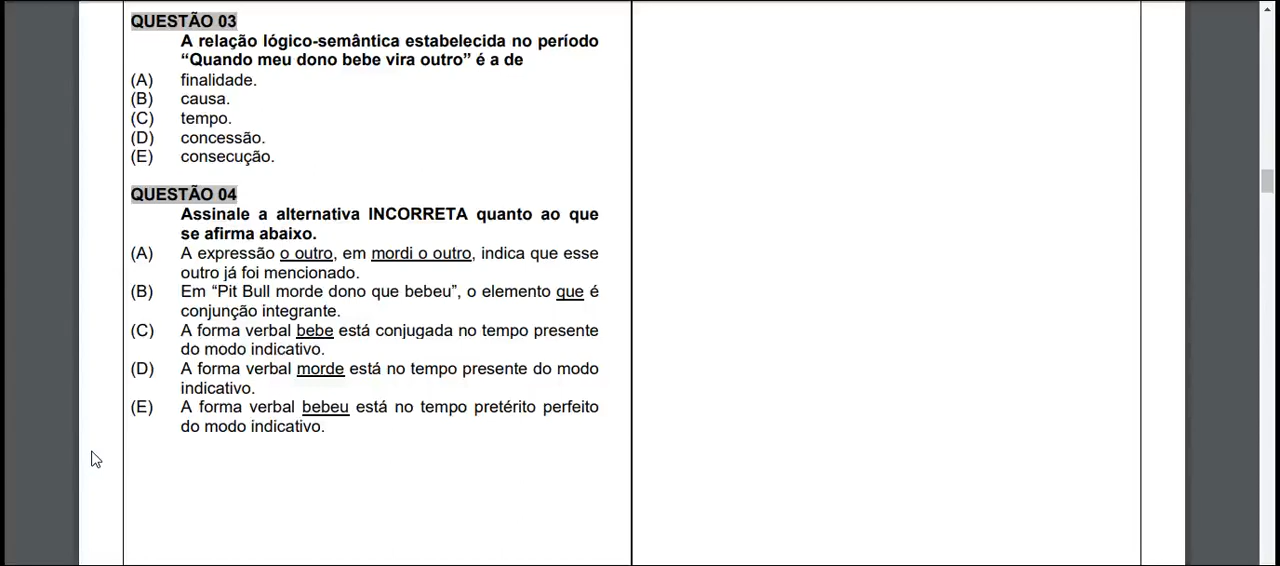 QUESTÃO 03
A relação lógico-semântica estabelecida no período
“Quando meu dono bebe vira outro” é a de
(A) finalidade.
(B) causa.
(C) tempo.
(D) concessão.
(E) consecução.
QUESTÃO 04
Assinale a alternativa INCORRETA quanto ao que
se afirma abaixo.
(A) A expressão o outro, em mordi o outro, indica que esse
outro já foi mencionado.
(B) Em “Pit Bull morde dono que bebeu”, o elemento que é
conjunção integrante.
(C) A forma verbal bebe está conjugada no tempo presente
do modo indicativo.
(D) A forma verbal morde está no tempo presente do modo
indicativo.
(E) A forma verbal bebeu está no tempo pretérito perfeito
do modo indicativo.